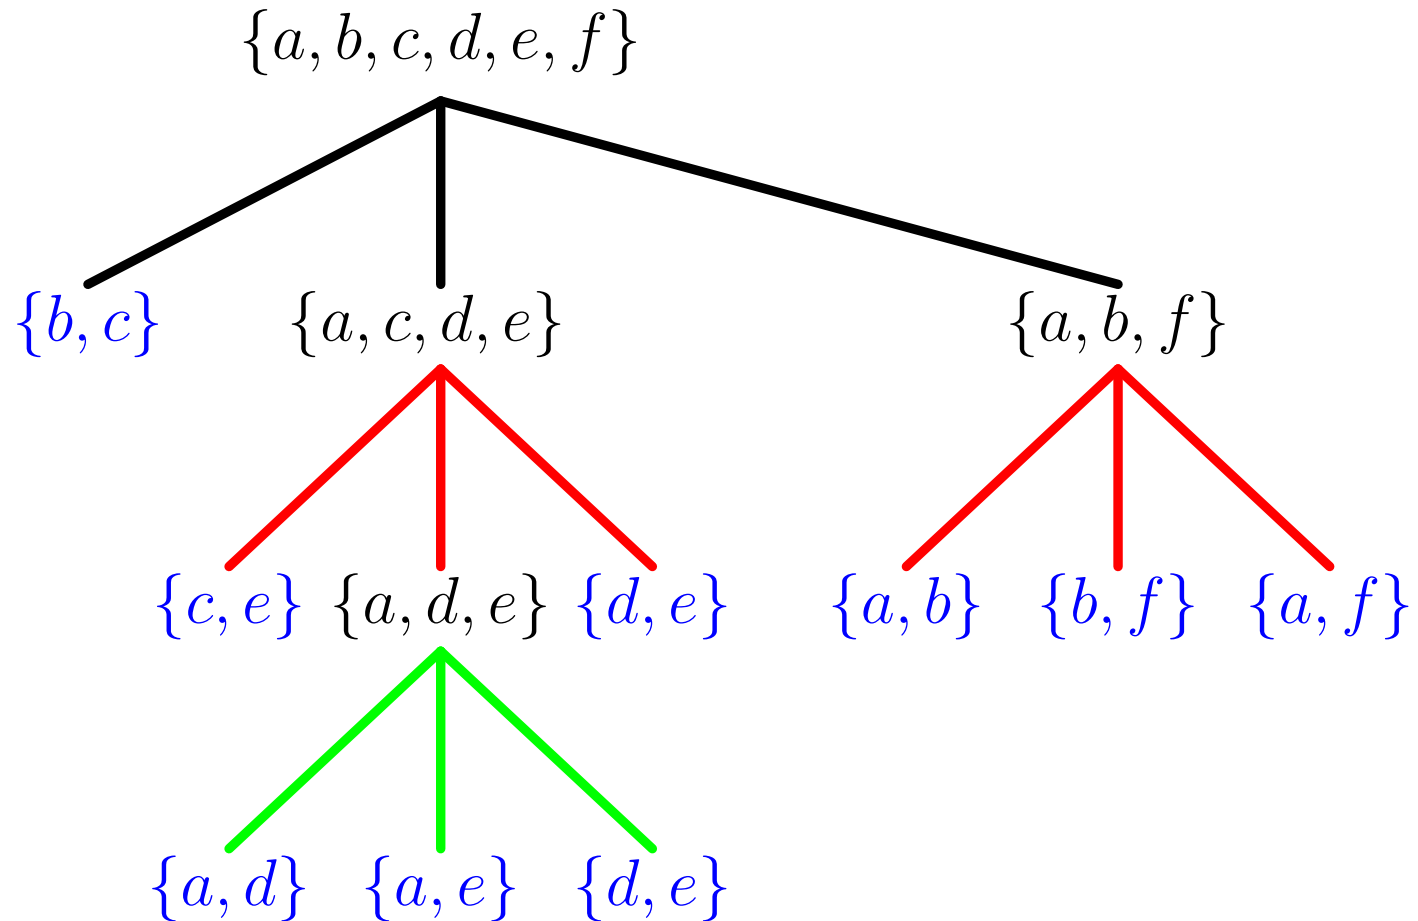 {a, b, c, d, e, f}
{b, c} {a, c, d, e} {a, b, f}
{c, e} {a, d, e} {d, e} {a, b} {b, f} {a, f}
{a, d} {a, e} {d, e}